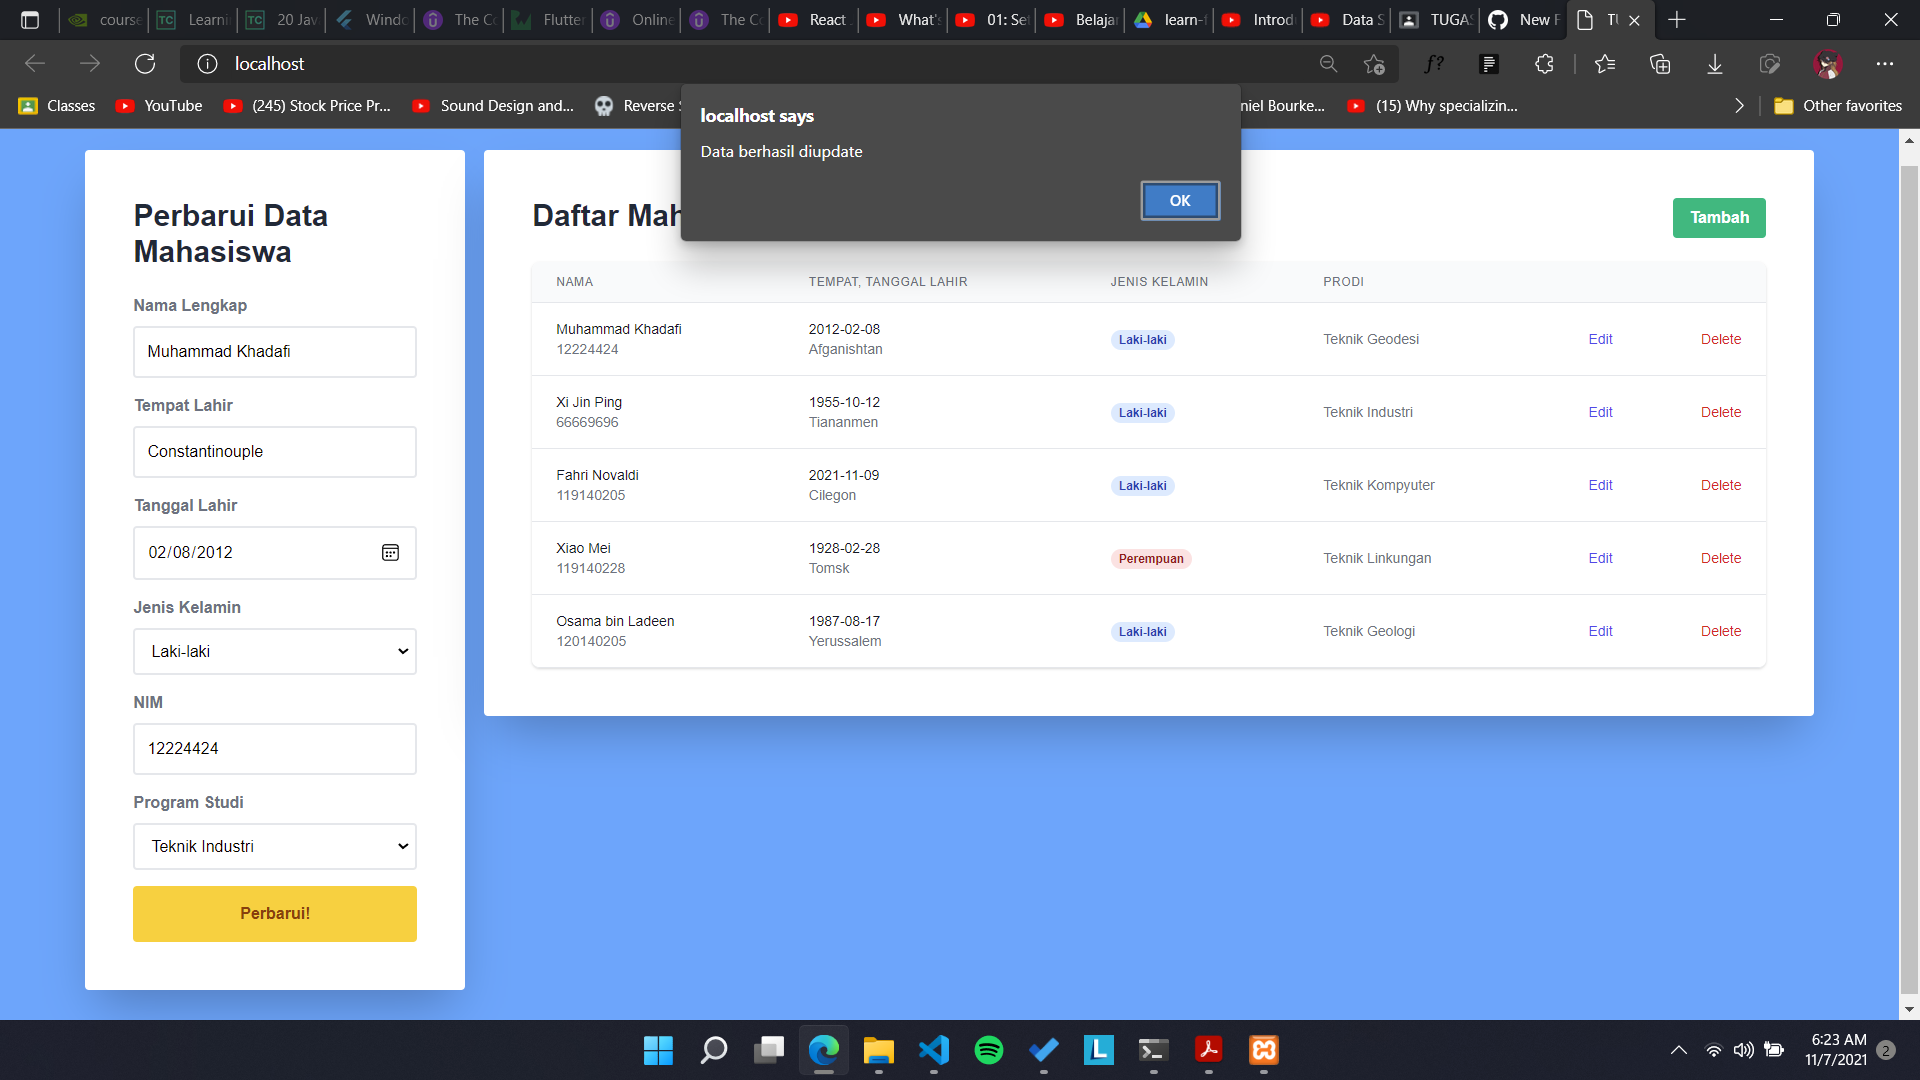 course
Learni
20 Jav
Windo
The Co
Flutter
Online
The Co
React J
What's
01: Set
Belajar
learn-f
Introdu
Data S
TUGAS
New F
TU
localhost
Classes
YouTube
(245) Stock Price Pr...
Sound Design and...
Reverse S
niel Bourke...
(15) Why specializin...
Other favorites
localhost says
Data berhasil diupdate
OK
Perbarui Data
Mahasiswa
Nama Lengkap
Muhammad Khadafi
Tempat Lahir
Constantinouple
Tanggal Lahir
02/08/2012
Jenis Kelamin
Laki-laki
NIM
12224424
Program Studi
Teknik Industri
Perbarui!
Daftar Mah
Tambah
NAMA TEMPAT, TANGGAL LAHIR JENIS KELAMIN PRODI
Muhammad Khadafi 2012-02-08
12224424 Afganishtan Laki-laki Teknik Geodesi Edit Delete
Xi Jin Ping 1955-10-12
66669696 Tiananmen Laki-laki Teknik Industri Edit Delete
Fahri Novaldi 2021-11-09
119140205 Cilegon Laki-laki Teknik Kompyuter Edit Delete
Xiao Mei 1928-02-28
119140228 Tomsk Perempuan Teknik Linkungan Edit Delete
Osama bin Ladeen 1987-08-17
120140205 Yerussalem Laki-laki Teknik Geologi Edit Delete
6:23 AM
11/7/2021
2